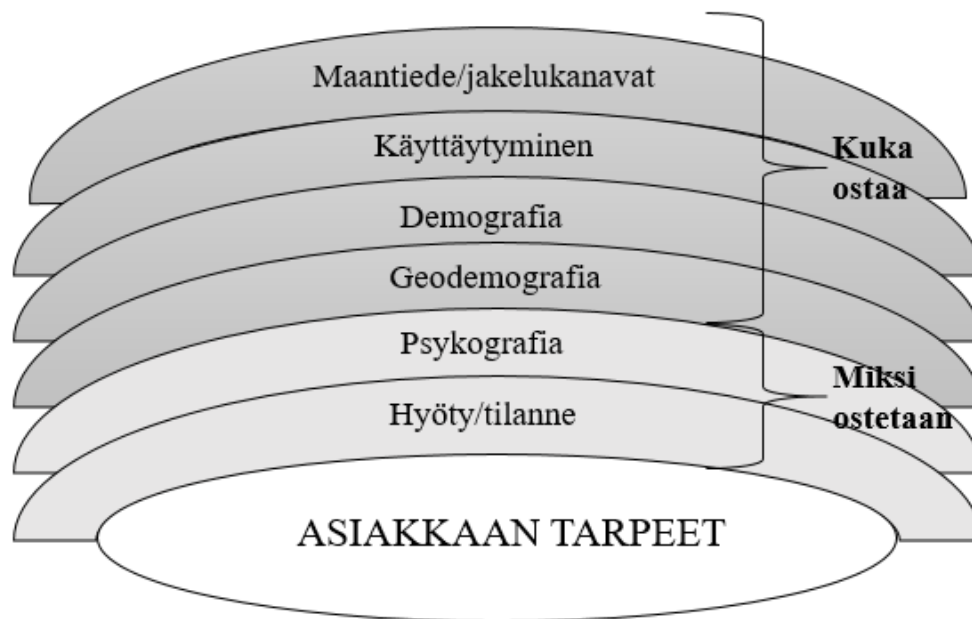 Maantiede/jakelukanavat
Käyttäytyminen
Kuka
ostaa
Demografia
Geodemografia
Psykografia
Miksi
ostetaan
Hyöty/tilanne
ASIAKKAAN TARPEET